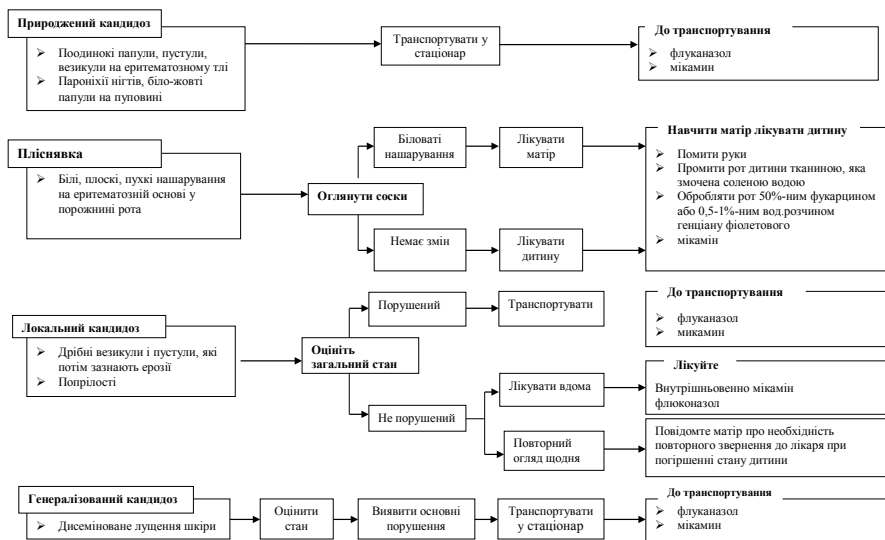 Природжений кандидоз
➢ Поодинокі папули, пустули,
везикули на еритематозному тлі
➢ Пароніхії нігтів, біло-жовті
папули на пуповині
Транспортувати у
стаціонар
До транспортування
➢ флуканазол
➢ мікамин
Пліснявка
➢ Білі, плоскі, пухкі нашарування
на еритематозній основі у
порожнині рота
Оглянути соски
Біловаті
нашарування
Лікувати
матір
Немає змін
Лікувати
дитину
Навчити матір лікувати дитину
➢ Помити руки
➢ Промити рот дитини тканиною, яка
змочена соленою водою
➢ Обробляти рот 50%-ним фукарцином
або 0,5-1%-ним вод.розчином
генціану фіолетового
➢ мікамін
Локальний кандидоз
➢ Дрібні везикули і пустули, які
потім зазнають ерозії
➢ Попрілості
Оцініть
загальний стан
Порушений
Транспортувати
До транспортування
➢ флуканазол
➢ микамин
Не порушений
Лікувати вдома
Лікуйте
Внутрішньовенно мікамін
флюконазол
Повторний
огляд щодня
Повідомте матір про необхідність
повторного звернення до лікаря при
погіршенні стану дитини
Генералізований кандидоз
➢ Дисеміноване лущення шкіри
Оцінити
стан
Виявити основні
порушення
Транспортувати
у стаціонар
До транспортування
➢ флуканазол
➢ мікамин